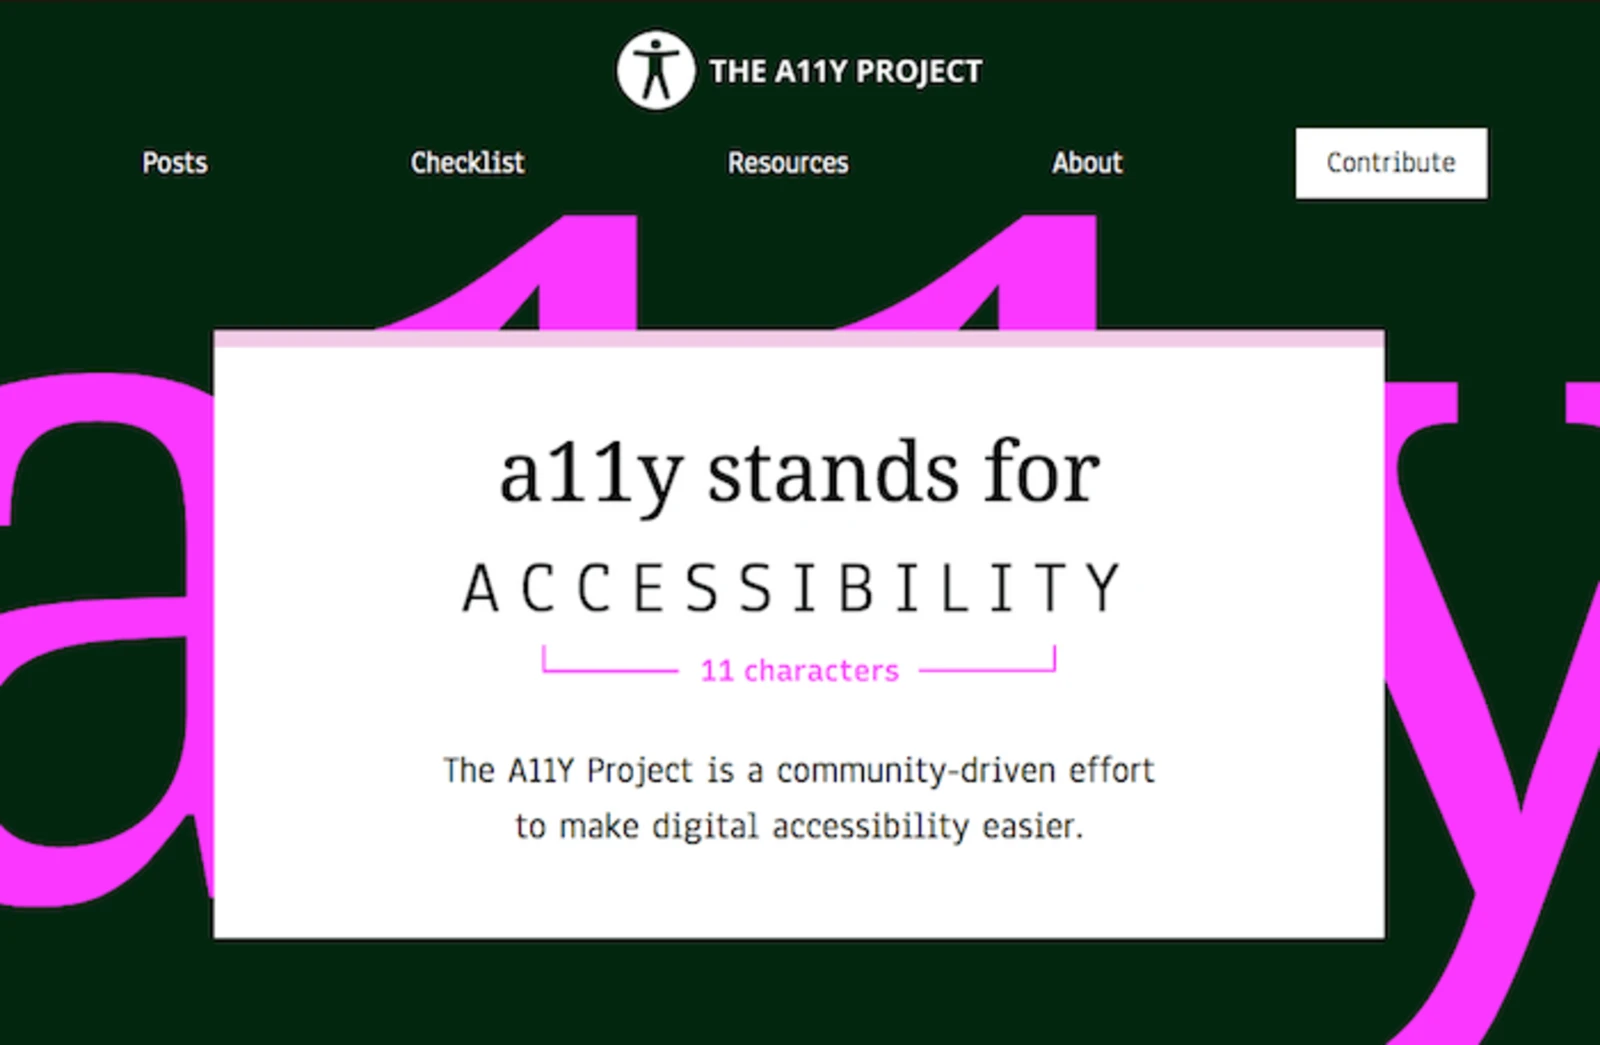 THE A11Y PROJECT
Posts Checklist Resources About Contribute
a11y
a11y stands for
ACCESSIBILITY
11 characters
The A11Y Project is a community-driven effort
to make digital accessibility easier.